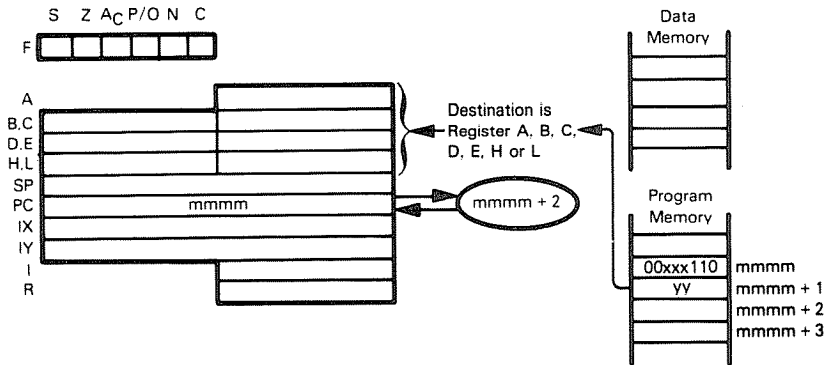 S Z AC P/O N C
F
Data
Memory
A
B,C
D,E
H,L
SP
PC
IX
IY
I
R
mmmm
Destination is
Register A, B, C,
D, E, H or L
mmmm + 2
Program
Memory
00xxx110 mmmm
yy mmmm + 1
mmmm + 2
mmmm + 3